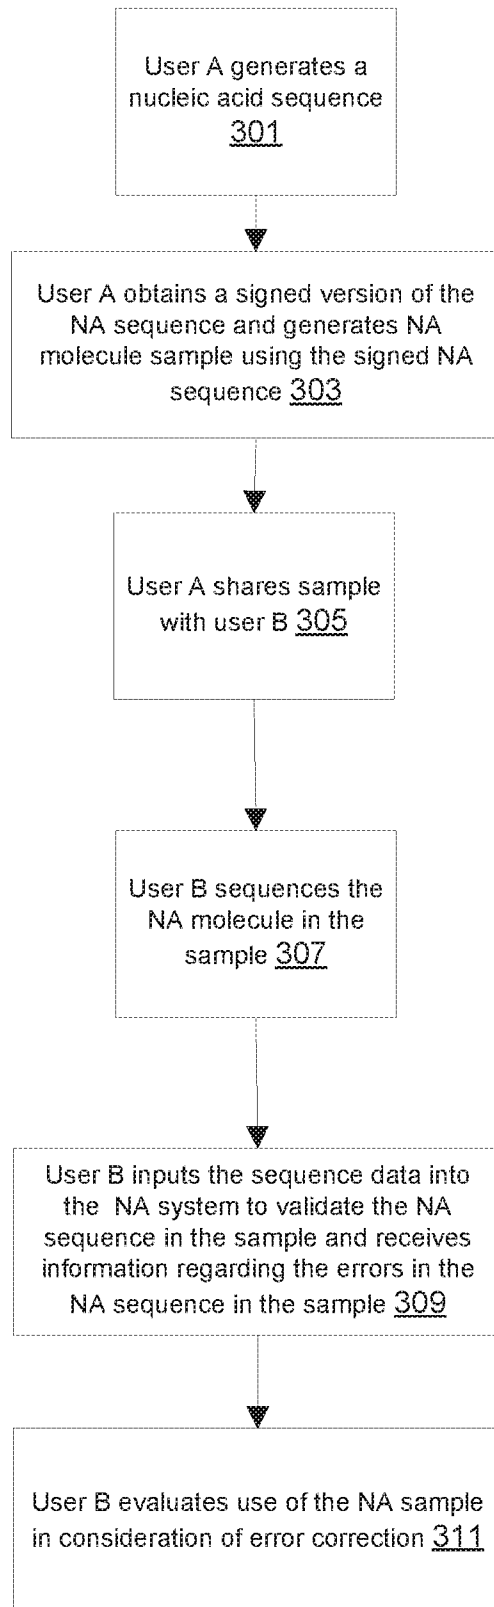 User A generates a
nucleic acid sequence
301
User A obtains a signed version of the
NA sequence and generates NA
molecule sample using the signed NA
sequence 303
User A shares sample
with user B 305
User B sequences the
NA molecule in the
sample 307
User B inputs the sequence data into
the NA system to validate the NA
sequence in the sample and receives
information regarding the errors in the
NA sequence in the sample 309
User B evaluates use of the NA sample
in consideration of error correction 311